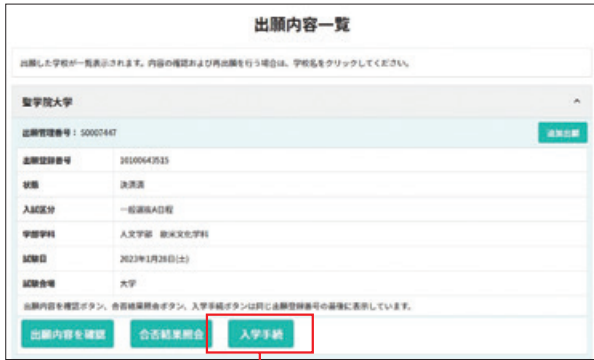 出願内容一覧
出願した学校が一覧表示されます。内容の確認および再出願を行う場合は、学校名をクリックしてください。
聖学院大学
出願管理番号： S0007447
追加出願
出願登録番号 10100643515
状態 決済済
入試区分 一般選抜A日程
学部学科 人文学部 欧米文化学科
試験日 2023年1月28日(土)
試験会場 大学
出願内容を確認ボタン、合否結果照会ボタン、入学手続ボタンは同じ出願登録番号の最後に表示しています。
出願内容を確認 合否結果照会 入学手続